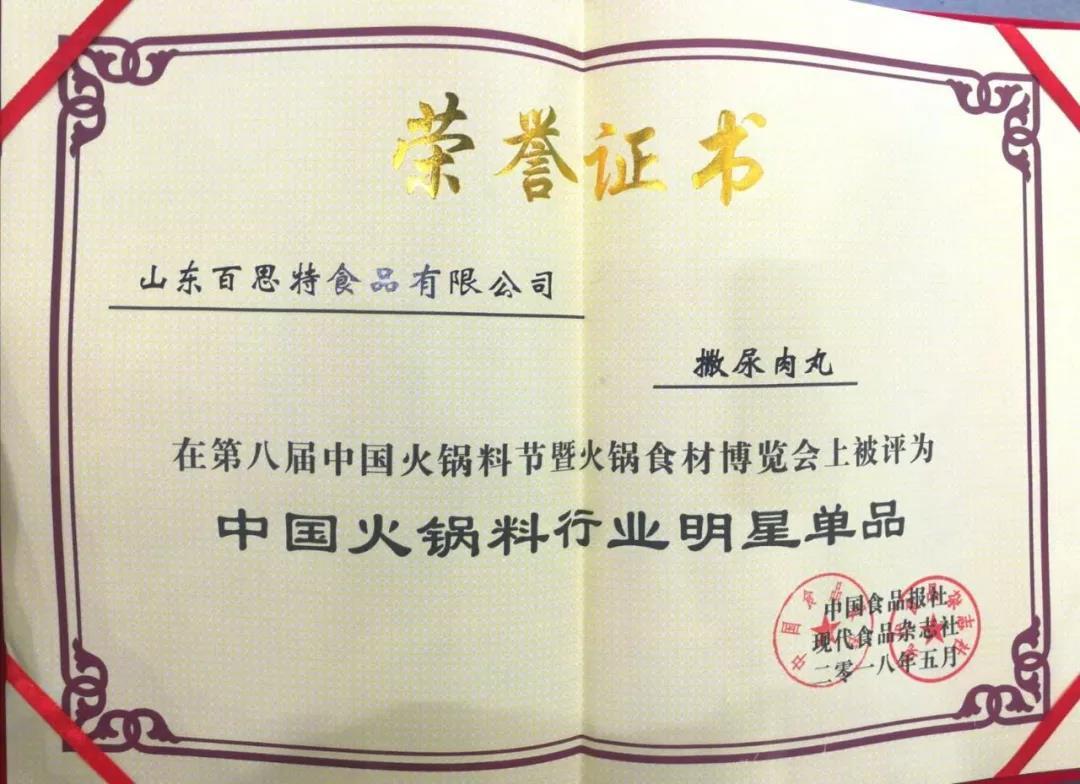 荣誉证书
山东百思特食品有限公司
撒尿肉丸
在第八届中国火锅料节暨火锅食材博览会上被评为
中国火锅料行业明星单品
中国食品报社
现代食品杂志社
二零一八年五月